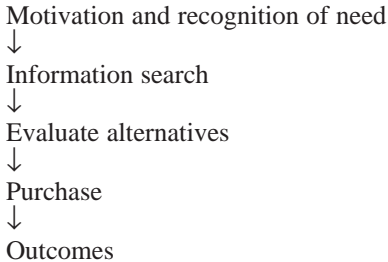 Motivation and recognition of need
↓
Information search
↓
Evaluate alternatives
↓
Purchase
↓
Outcomes